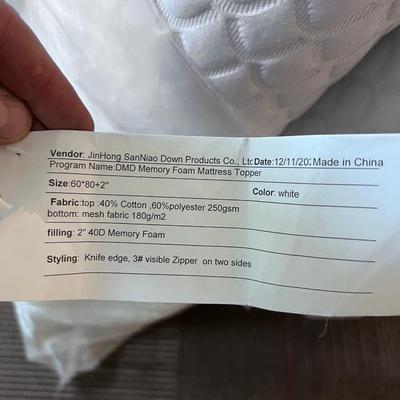 Vendor: JinHong SanNiao Down Products Co., Ltc Date: 12/11/202 Made in China
Program Name:DMD Memory Foam Mattress Topper
Size:60*80+2" Color: white
Fabric:top :40% Cotton ,60%polyester 250gsm
bottom: mesh fabric 180g/m2
filling: 2" 40D Memory Foam
Styling: Knife edge, 3# visible Zipper on two sides